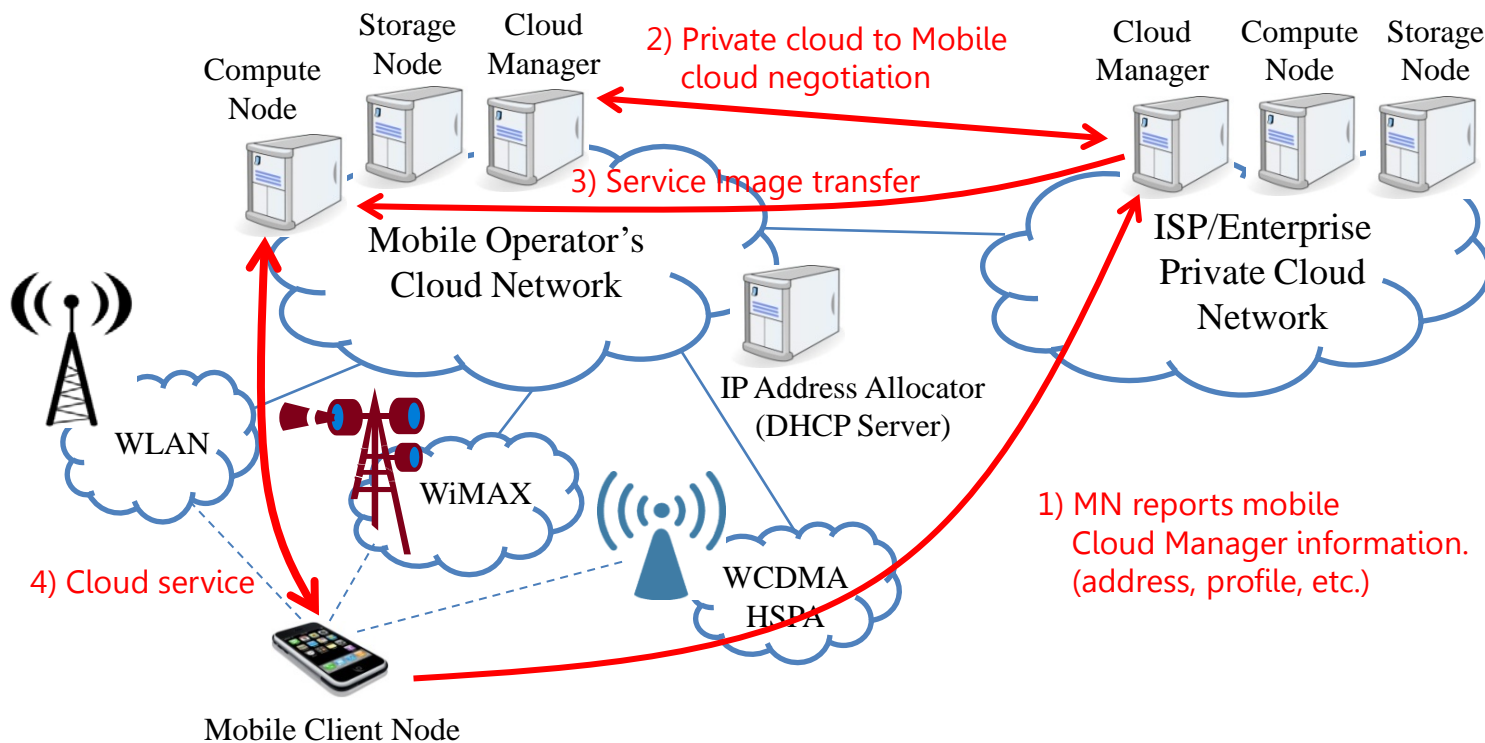 Storage
Node
Cloud
Manager
2) Private cloud to Mobile
cloud negotiation
Cloud
Manager
Compute
Node
Storage
Node
Compute
Node
3) Service Image transfer
Mobile Operator’s
Cloud Network
ISP/Enterprise
Private Cloud
Network
IP Address Allocator
(DHCP Server)
WLAN
WiMAX
1) MN reports mobile
Cloud Manager information.
(address, profile, etc.)
4) Cloud service
WCDMA
HSPA
Mobile Client Node